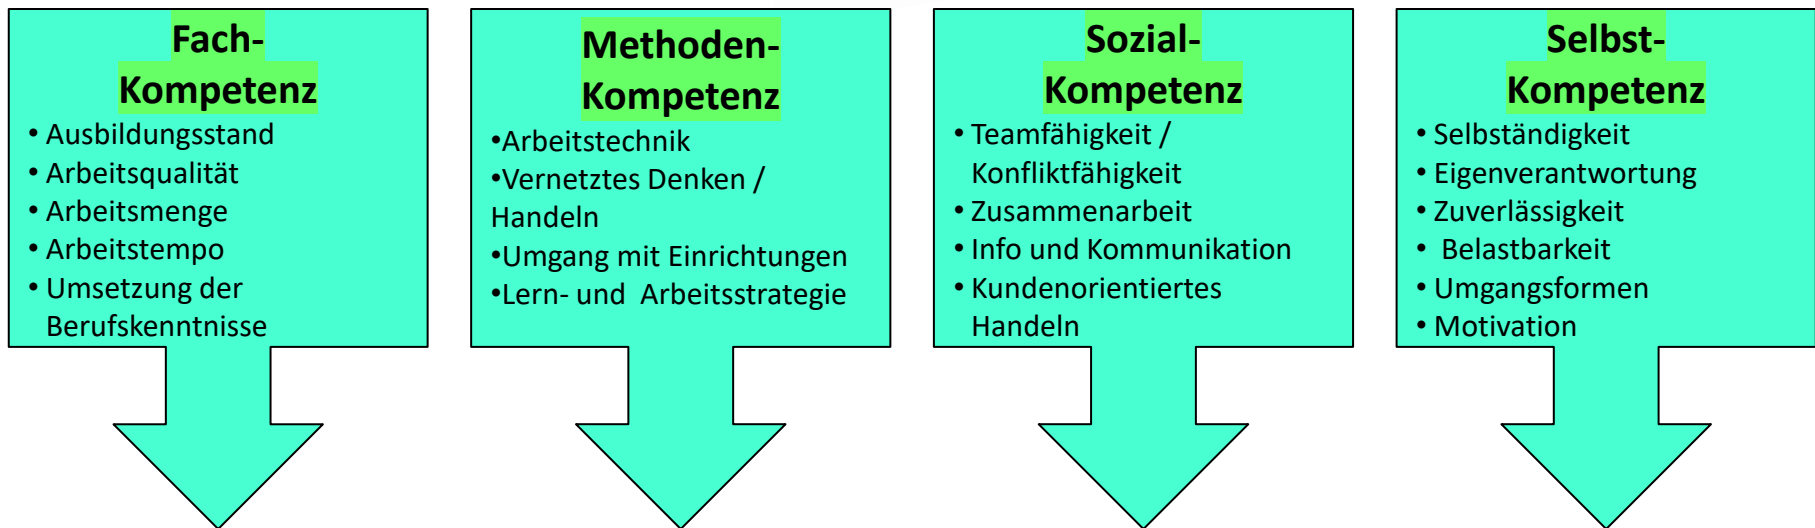 Fach-
Kompetenz
• Ausbildungsstand
• Arbeitsqualität
• Arbeitsmenge
• Arbeitstempo
• Umsetzung der
Berufskenntnisse
Methoden-
Kompetenz
•Arbeitstechnik
•Vernetztes Denken /
Handeln
•Umgang mit Einrichtungen
•Lern- und  Arbeitsstrategie
Sozial-
Kompetenz
• Teamfähigkeit /
Konfliktfähigkeit
• Zusammenarbeit
• Info und Kommunikation
• Kundenorientiertes
Handeln
Selbst-
Kompetenz
• Selbständigkeit
• Eigenverantwortung
• Zuverlässigkeit
•  Belastbarkeit
• Umgangsformen
• Motivation